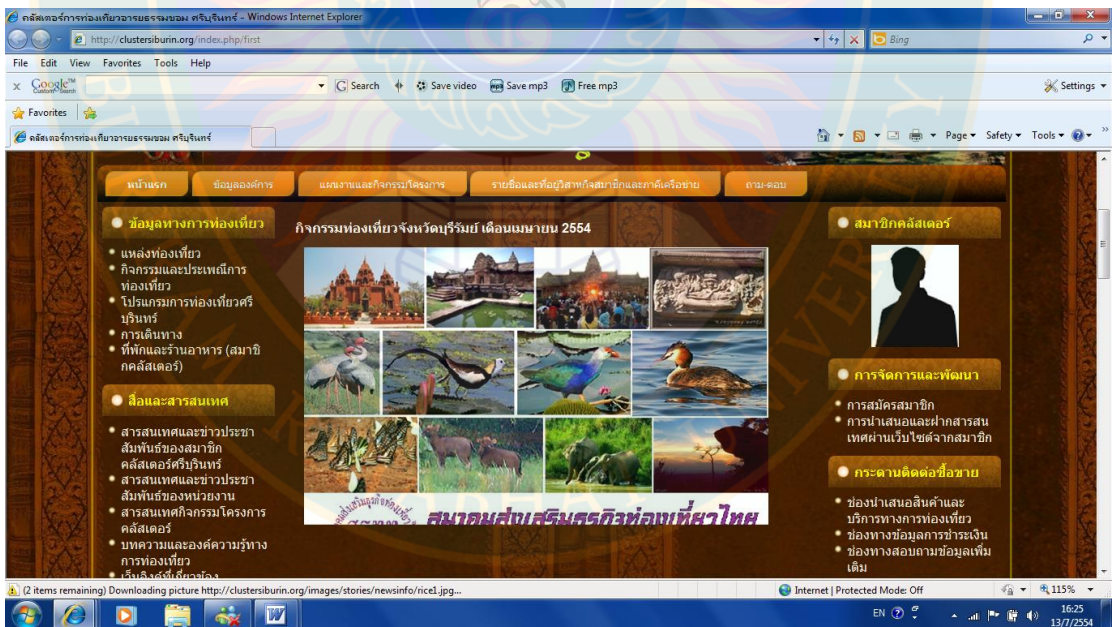 คลัสเตอร์การท่องเที่ยวอารยธรรมขอม ศรีบุรินทร์ - Windows Internet Explorer
http://clustersiburin.org/index.php/first
Bing
File Edit View Favorites Tools Help
x Google™ Custom Search
Search Save video Save mp3 Free mp3 Settings
Favorites
คลัสเตอร์การท่องเที่ยวอารยธรรมขอม ศรีบุรินทร์
Page Safety Tools
หน้าแรก ข้อมูลองค์การ แผนงานและกิจกรรมโครงการ รายชื่อและที่อยู่วิสาหกิจสมาชิกและภาคีเครือข่าย ถาม-ตอบ
ข้อมูลทางการท่องเที่ยว
แหล่งท่องเที่ยว
กิจกรรมและประเพณีการ
ท่องเที่ยว
โปรแกรมการท่องเที่ยวศรี
บุรินทร์
การเดินทาง
ที่พักและร้านอาหาร (สมาชิ
กคลัสเตอร์)
สื่อและสารสนเทศ
สารสนเทศและข่าวประชา
สัมพันธ์ของสมาชิก
คลัสเตอร์ศรีบุรินทร์
สารสนเทศและข่าวประชา
สัมพันธ์ของหน่วยงาน
สารสนเทศกิจกรรมโครงการ
คลัสเตอร์
บทความและองค์ความรู้ทาง
การท่องเที่ยว
เว็บลิงค์ที่เกี่ยวข้อง
กิจกรรมท่องเที่ยวจังหวัดบุรีรัมย์ เดือนเมษายน 2554
สมาคมส่งเสริมธุรกิจท่องเที่ยวไทย
สมาชิกคลัสเตอร์
การจัดการและพัฒนา
การสมัครสมาชิก
การนำเสนอและฝากสารสน
เทศผ่านเว็บไซต์จากสมาชิก
กระดานติดต่อซื้อขาย
ช่องนำเสนอสินค้าและ
บริการทางการท่องเที่ยว
ช่องทางข้อมูลการชำระเงิน
ช่องทางสอบถามข้อมูลเพิ่ม
เติม
(2 items remaining) Downloading picture http://clustersiburin.org/images/stories/newsinfo/rice1.jpg...
Internet | Protected Mode: Off 115%
EN 16:25
13/7/2554